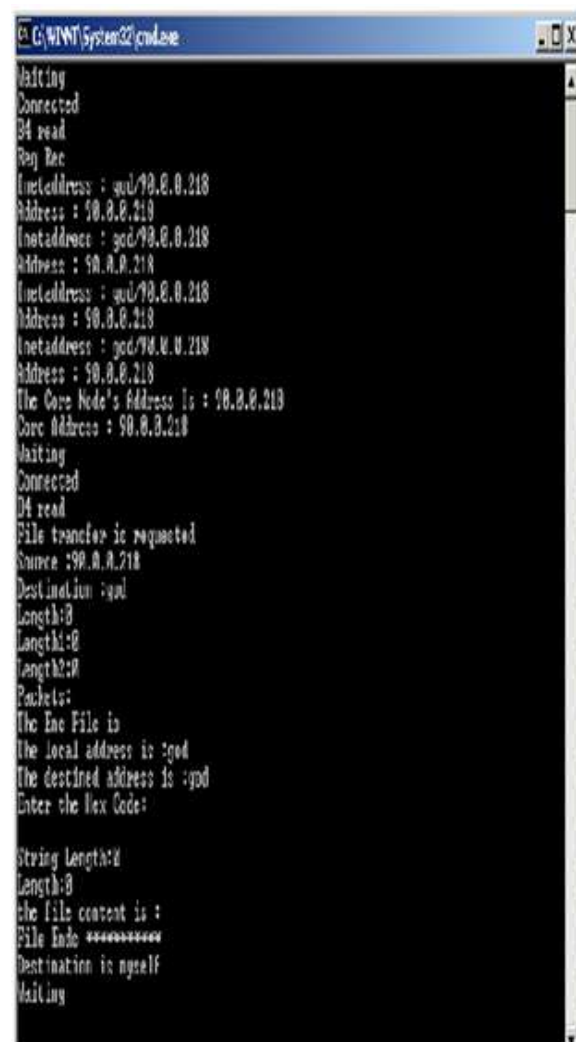 C:\WINNT\System32\cmd.exe
Waiting
Connected
D4 read
Req Rec
Inetaddress : god/90.0.0.218
Address : 90.0.0.218
Inetaddress : god/90.0.0.218
Address : 90.0.0.218
Inetaddress : god/90.0.0.218
Address : 90.0.0.218
Inetaddress : god/90.0.0.218
Address : 90.0.0.218
The Core Node's Address Is : 90.0.0.218
Core Address : 90.0.0.218
Waiting
Connected
D4 read
File transfer is requested
Source :90.0.0.218
Destination :god
Length:0
Length1:0
Length2:0
Packets:
The Enc File is
The local address is :god
The destined address is :god
Enter the Hex Code:
String Length:0
Length:0
the file content is :
File Ends **********
Destination is myself
Waiting